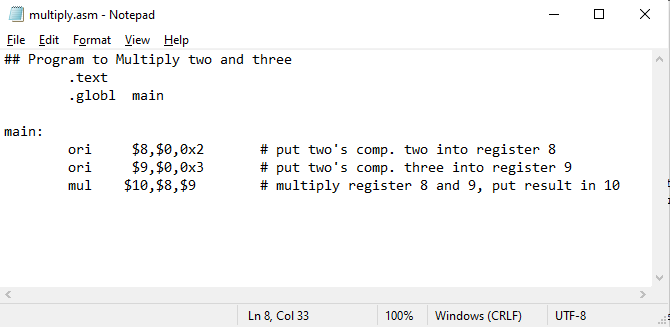 multiply.asm - Notepad
File Edit Format View Help
## Program to Multiply two and three
        .text
        .globl  main

main:
        ori     $8,$0,0x2       # put two's comp. two into register 8
        ori     $9,$0,0x3       # put two's comp. three into register 9
        mul    $10,$8,$9        # multiply register 8 and 9, put result in 10
Ln 8, Col 33 100% Windows (CRLF) UTF-8